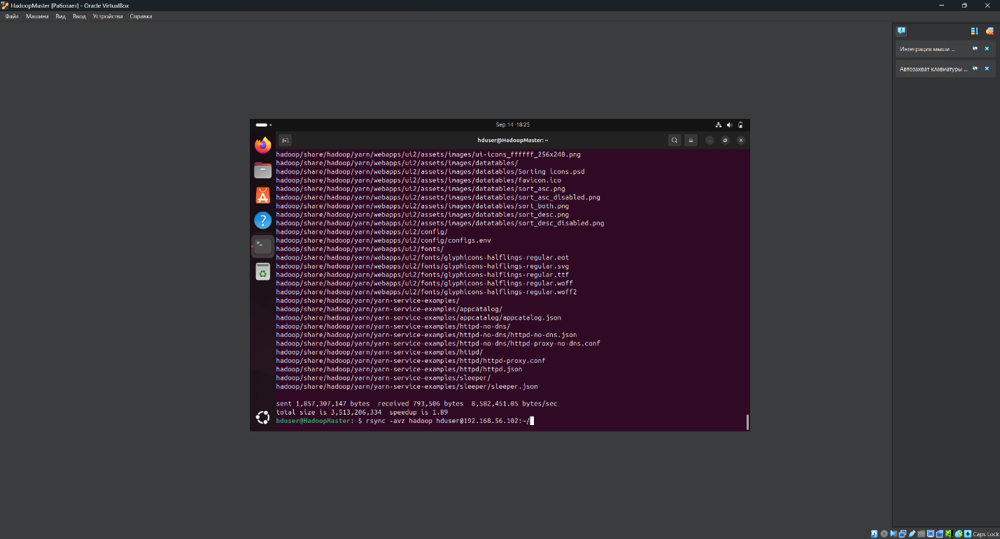 HadoopMaster [Работает] - Oracle VirtualBox
Файл Машина Вид Ввод Устройства Справка
Интеграция мыши ...
Автозахват клавиатуры ...
Sep 14 18:25
hduser@HadoopMaster: ~
hadoop/share/hadoop/yarn/webapps/ui2/assets/images/ui-icons_ffffff_256x240.png
hadoop/share/hadoop/yarn/webapps/ui2/assets/images/datatables/
hadoop/share/hadoop/yarn/webapps/ui2/assets/images/datatables/Sorting icons.psd
hadoop/share/hadoop/yarn/webapps/ui2/assets/images/datatables/favicon.ico
hadoop/share/hadoop/yarn/webapps/ui2/assets/images/datatables/sort_asc.png
hadoop/share/hadoop/yarn/webapps/ui2/assets/images/datatables/sort_asc_disabled.png
hadoop/share/hadoop/yarn/webapps/ui2/assets/images/datatables/sort_both.png
hadoop/share/hadoop/yarn/webapps/ui2/assets/images/datatables/sort_desc.png
hadoop/share/hadoop/yarn/webapps/ui2/assets/images/datatables/sort_desc_disabled.png
hadoop/share/hadoop/yarn/webapps/ui2/config/
hadoop/share/hadoop/yarn/webapps/ui2/config/configs.env
hadoop/share/hadoop/yarn/webapps/ui2/fonts/
hadoop/share/hadoop/yarn/webapps/ui2/fonts/glyphicons-halflings-regular.eot
hadoop/share/hadoop/yarn/webapps/ui2/fonts/glyphicons-halflings-regular.svg
hadoop/share/hadoop/yarn/webapps/ui2/fonts/glyphicons-halflings-regular.ttf
hadoop/share/hadoop/yarn/webapps/ui2/fonts/glyphicons-halflings-regular.woff
hadoop/share/hadoop/yarn/webapps/ui2/fonts/glyphicons-halflings-regular.woff2
hadoop/share/hadoop/yarn/yarn-service-examples/
hadoop/share/hadoop/yarn/yarn-service-examples/appcatalog/
hadoop/share/hadoop/yarn/yarn-service-examples/appcatalog/appcatalog.json
hadoop/share/hadoop/yarn/yarn-service-examples/httpd-no-dns/
hadoop/share/hadoop/yarn/yarn-service-examples/httpd-no-dns/httpd-no-dns.json
hadoop/share/hadoop/yarn/yarn-service-examples/httpd-no-dns/httpd-proxy-no-dns.conf
hadoop/share/hadoop/yarn/yarn-service-examples/httpd/
hadoop/share/hadoop/yarn/yarn-service-examples/httpd/httpd-proxy.conf
hadoop/share/hadoop/yarn/yarn-service-examples/httpd/httpd.json
hadoop/share/hadoop/yarn/yarn-service-examples/sleeper/
hadoop/share/hadoop/yarn/yarn-service-examples/sleeper/sleeper.json
sent 1,857,307,147 bytes  received 793,506 bytes  8,582,451.05 bytes/sec
total size is 3,513,206,334  speedup is 1.89
hduser@HadoopMaster:~$ rsync -avz hadoop hduser@192.168.56.102:~/
Caps Lock